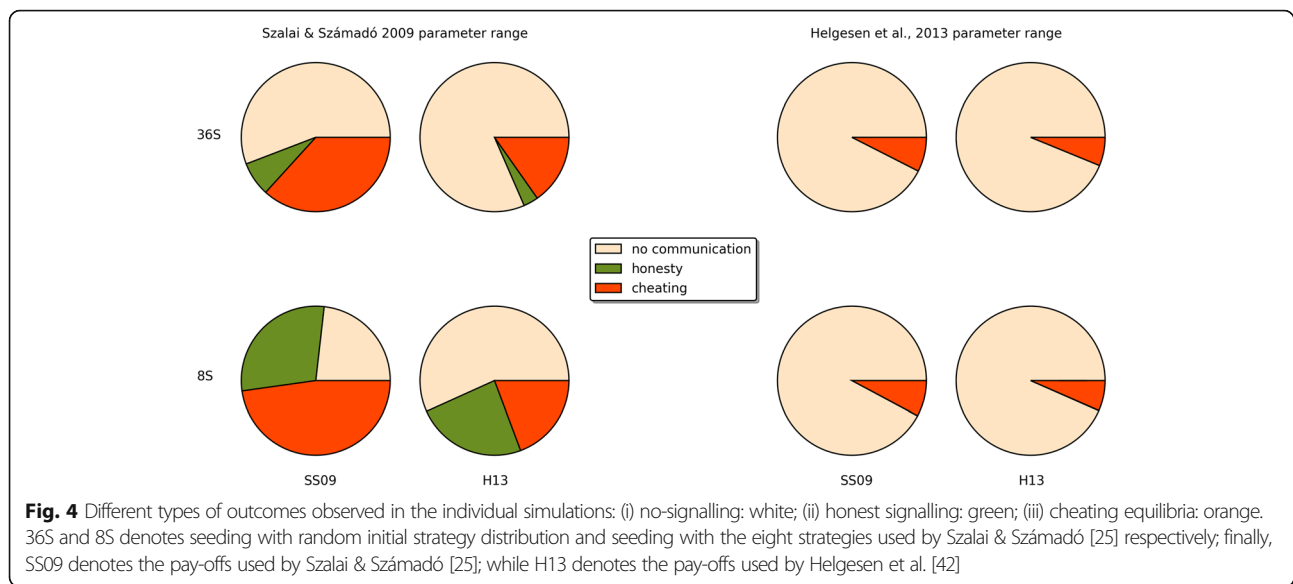 Szalai & Számadó 2009 parameter range
Helgesen et al., 2013 parameter range
36S
no communication
honesty
cheating
8S
SS09
H13
SS09
H13
Fig. 4 Different types of outcomes observed in the individual simulations: (i) no-signalling: white; (ii) honest signalling: green; (iii) cheating equilibria: orange.
36S and 8S denotes seeding with random initial strategy distribution and seeding with the eight strategies used by Szalai & Számadó [25] respectively; finally,
SS09 denotes the pay-offs used by Szalai & Számadó [25]; while H13 denotes the pay-offs used by Helgesen et al. [42]